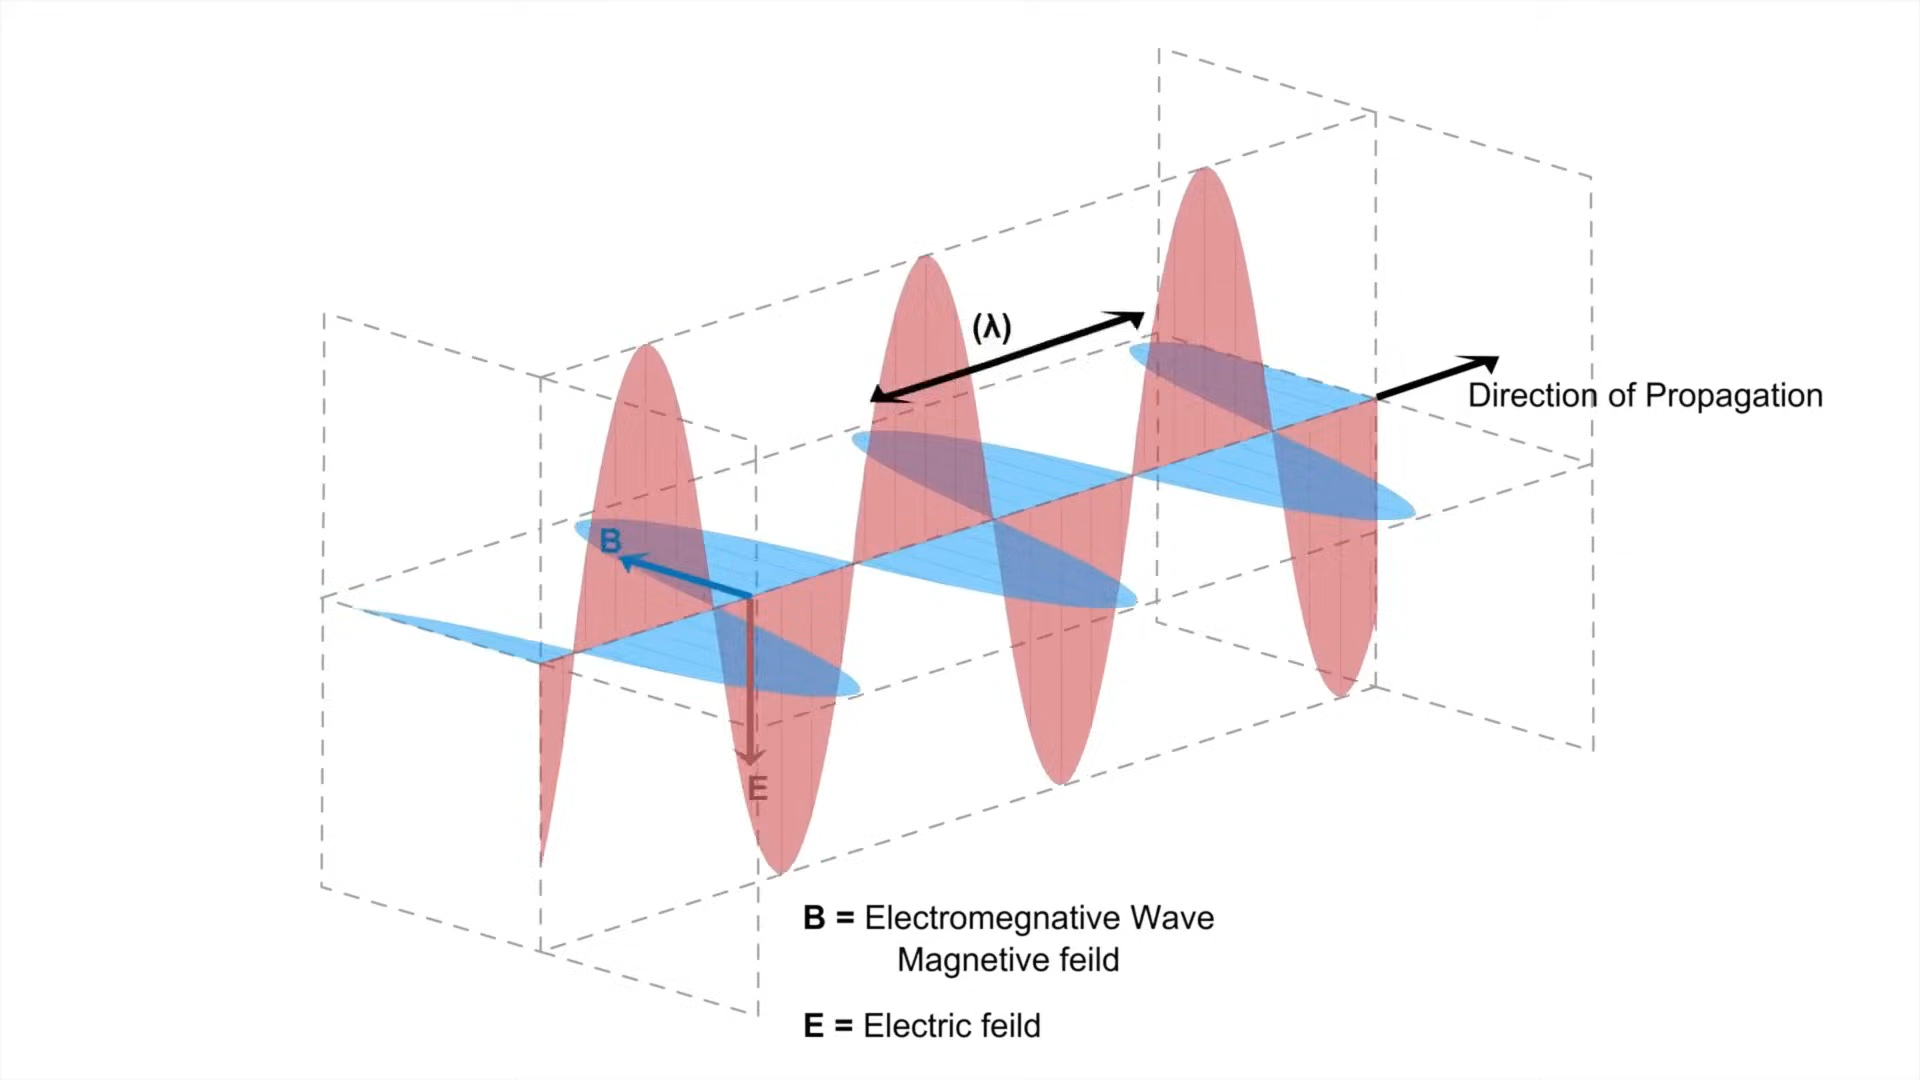 (λ)
Direction of Propagation
B
E
B = Electromegnative Wave
Magnetive feild
E = Electric feild